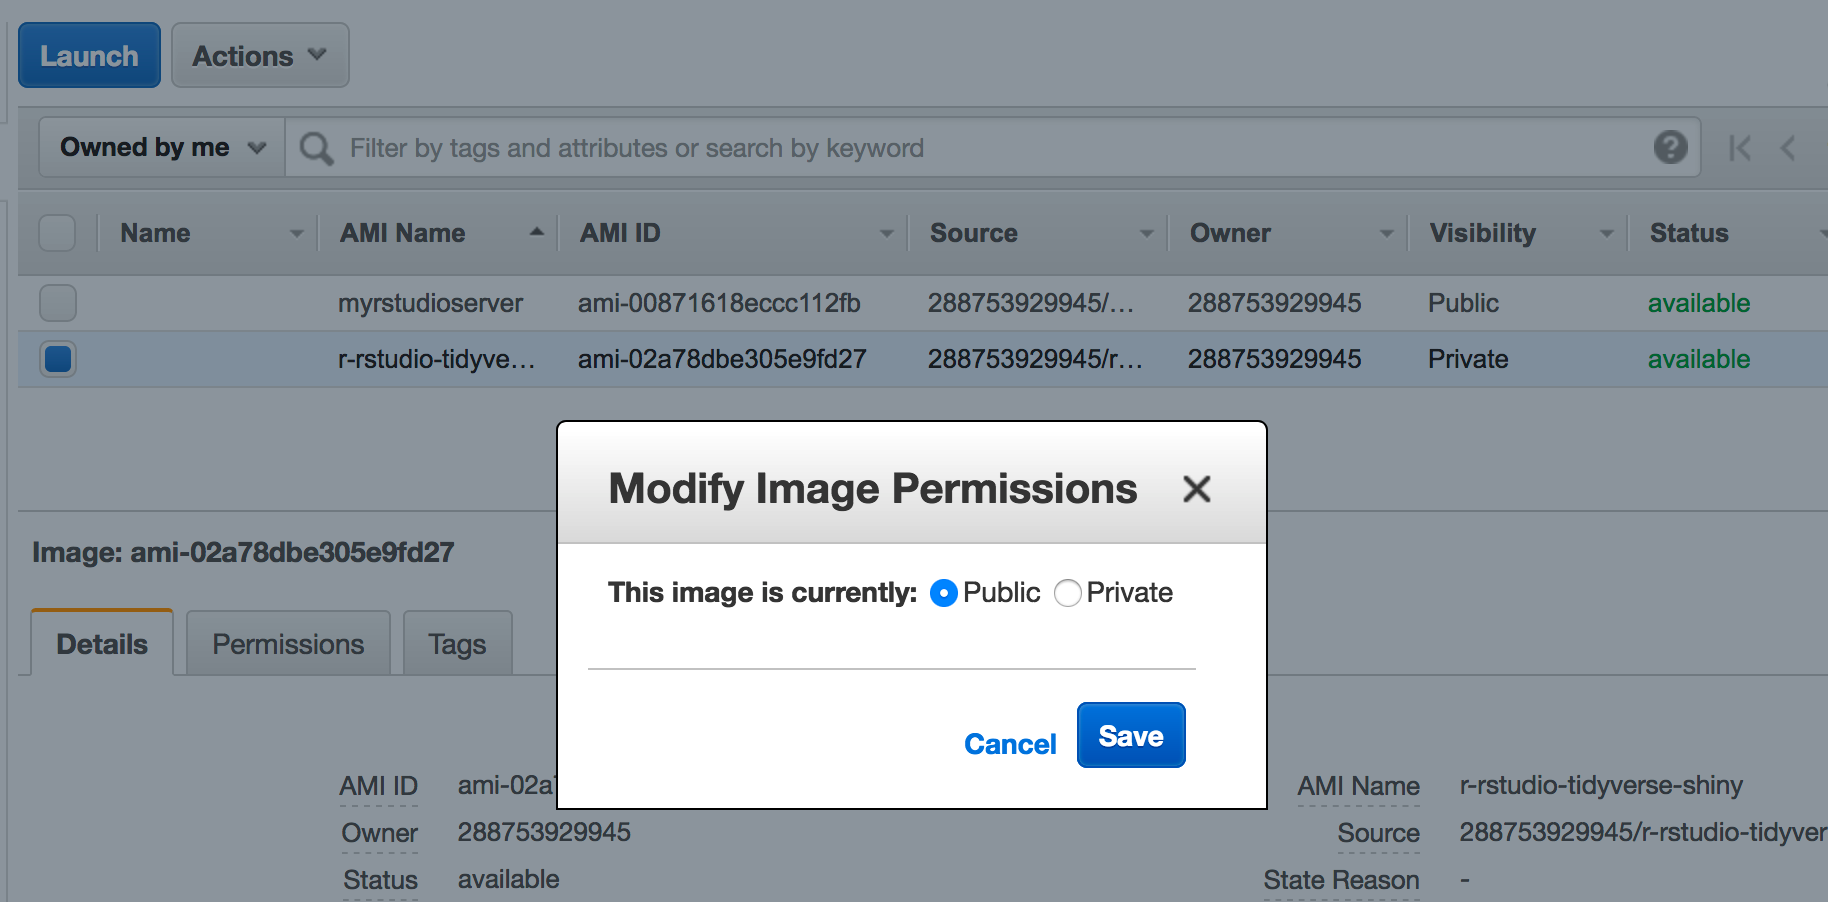 Launch Actions
Owned by me Filter by tags and attributes or search by keyword ?
Name AMI Name AMI ID Source Owner Visibility Status
myrstudioserver ami-00871618eccc112fb 288753929945/... 288753929945 Public available
r-rstudio-tidyve... ami-02a78dbe305e9fd27 288753929945/r... 288753929945 Private available
Modify Image Permissions
Image: ami-02a78dbe305e9fd27
This image is currently: Public Private
Details Permissions Tags
Cancel Save
AMI ID ami-02a AMI Name r-rstudio-tidyverse-shiny
Owner 288753929945 Source 288753929945/r-rstudio-tidyver
Status available State Reason -